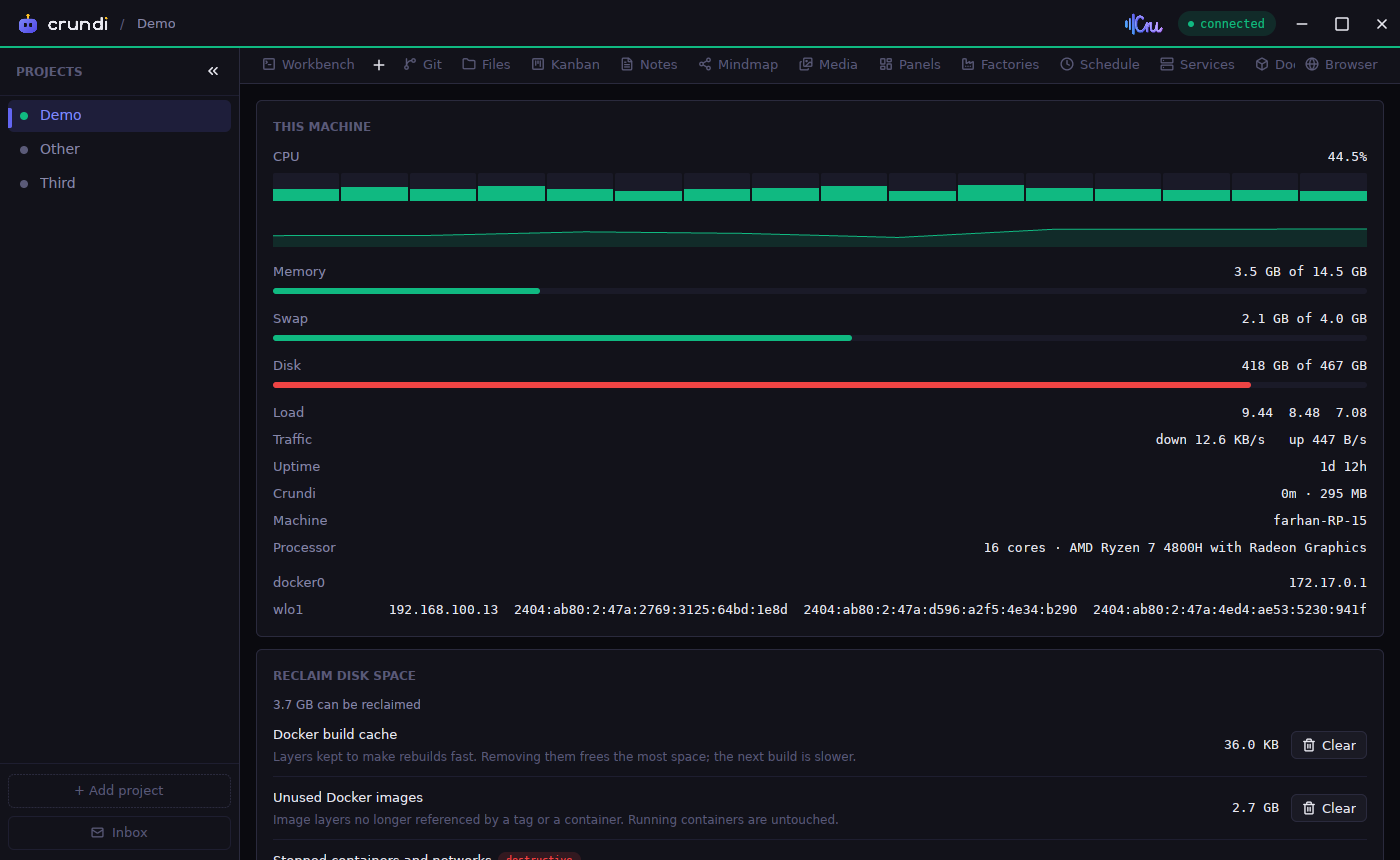 crundi / Demo
Cru
connected
PROJECTS
Workbench Git Files Kanban Notes Mindmap Media Panels Factories Schedule Services Browser
Demo
Other
Third
THIS MACHINE
CPU 44.5%
Memory 3.5 GB of 14.5 GB
Swap 2.1 GB of 4.0 GB
Disk 418 GB of 467 GB
Load 9.44 8.48 7.08
Traffic down 12.6 KB/s up 447 B/s
Uptime 1d 12h
Crundi 0m · 295 MB
Machine farhan-RP-15
Processor 16 cores · AMD Ryzen 7 4800H with Radeon Graphics
docker0 172.17.0.1
wlo1 192.168.100.13 2404:ab80:2:47a:2769:3125:64bd:1e8d 2404:ab80:2:47a:d596:a2f5:4e34:b290 2404:ab80:2:47a:4ed4:ae53:5230:941f
RECLAIM DISK SPACE
3.7 GB can be reclaimed
Docker build cache
Layers kept to make rebuilds fast. Removing them frees the most space; the next build is slower.
36.0 KB Clear
Unused Docker images
Image layers no longer referenced by a tag or a container. Running containers are untouched.
2.7 GB Clear
Stopped containers and networks destructive
+ Add project
Inbox